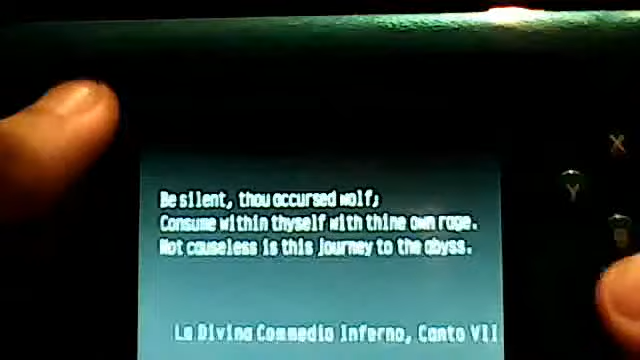 Be silent, thou accursed wolf;
Consume within thyself with thine own rage.
Not causeless is this journey to the abyss.
La Divina Commedia Inferno, Canto VII
X
Y